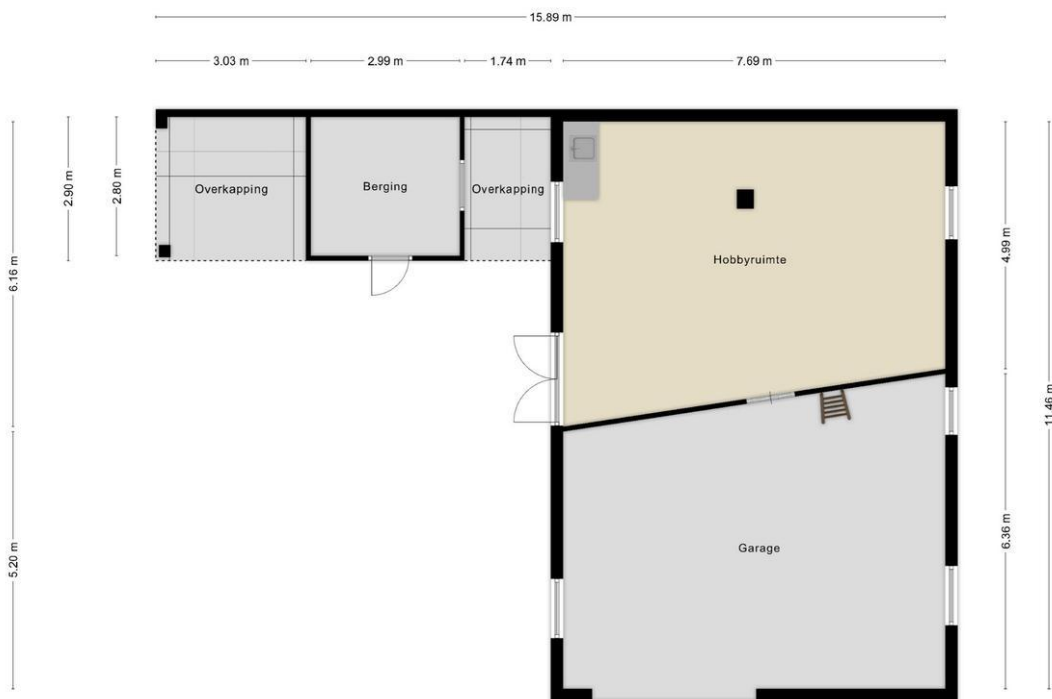 15.89 m
3.03 m
2.99 m
1.74 m
7.69 m
2.90 m
2.80 m
6.16 m
5.20 m
Overkapping
Berging
Overkapping
Hobbyruimte
Garage
4.99 m
6.36 m
11.46 m